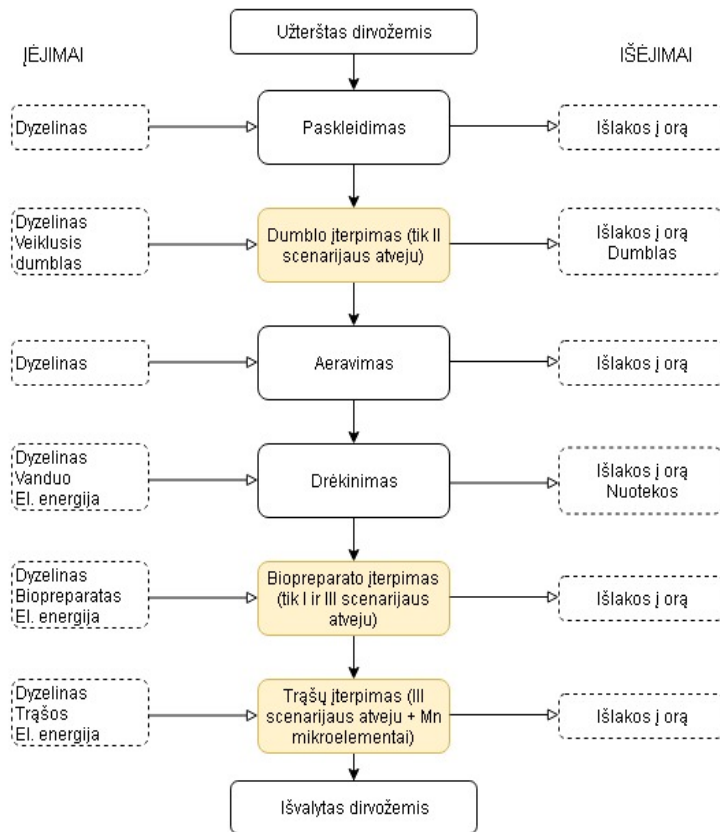 Užterštas dirvožemis
ĮĖJIMAI
IŠĖJIMAI
Dyzelinas
Paskleidimas
Išlakos į orą
Dyzelinas
Veiklusis
dumblas
Dumblo įterpimas (tik II
scenarijaus atveju)
Išlakos į orą
Dumblas
Dyzelinas
Aeravimas
Išlakos į orą
Dyzelinas
Vanduo
El. energija
Drėkinimas
Išlakos į orą
Nuotekos
Dyzelinas
Biopreparatas
El. energija
Biopreparato įterpimas
(tik I ir III scenarijaus
atveju)
Išlakos į orą
Dyzelinas
Trąšos
El. energija
Trąšų įterpimas (III
scenarijaus atveju + Mn
mikroelementai)
Išlakos į orą
Išvalytas dirvožemis